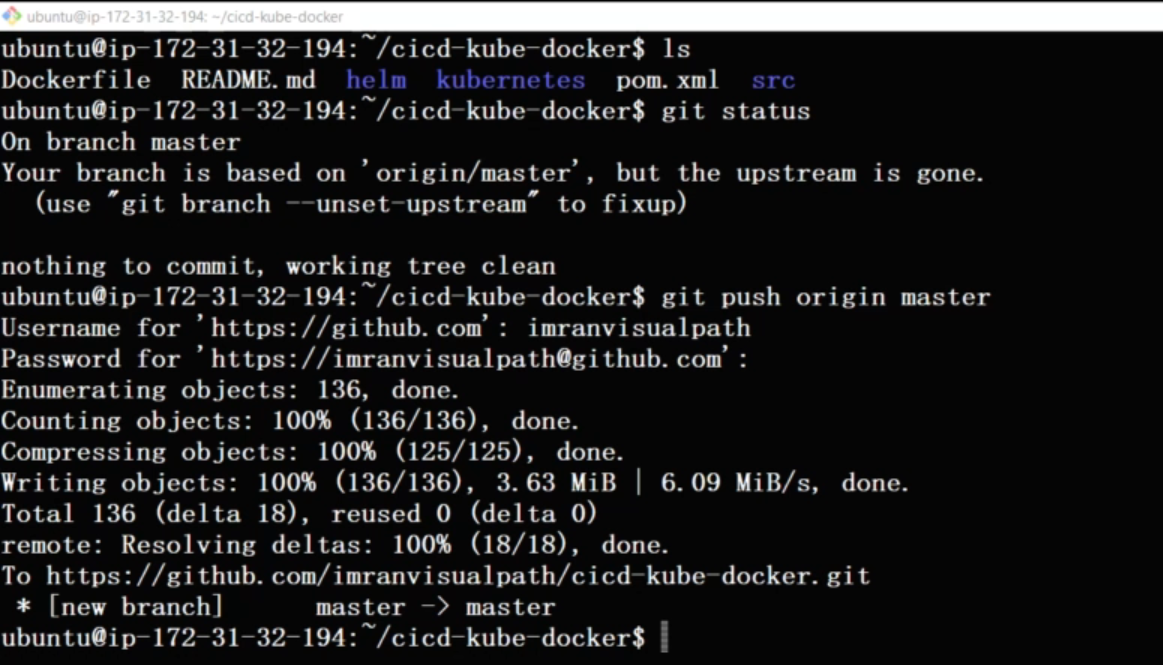 ubuntu@ip-172-31-32-194: ~/cicd-kube-docker
ubuntu@ip-172-31-32-194:~/cicd-kube-docker$ ls
Dockerfile  README.md  helm  kubernetes  pom.xml  src
ubuntu@ip-172-31-32-194:~/cicd-kube-docker$ git status
On branch master
Your branch is based on 'origin/master', but the upstream is gone.
  (use "git branch --unset-upstream" to fixup)

nothing to commit, working tree clean
ubuntu@ip-172-31-32-194:~/cicd-kube-docker$ git push origin master
Username for 'https://github.com': imranvisualpath
Password for 'https://imranvisualpath@github.com':
Enumerating objects: 136, done.
Counting objects: 100% (136/136), done.
Compressing objects: 100% (125/125), done.
Writing objects: 100% (136/136), 3.63 MiB | 6.09 MiB/s, done.
Total 136 (delta 18), reused 0 (delta 0)
remote: Resolving deltas: 100% (18/18), done.
To https://github.com/imranvisualpath/cicd-kube-docker.git
 * [new branch]      master -> master
ubuntu@ip-172-31-32-194:~/cicd-kube-docker$